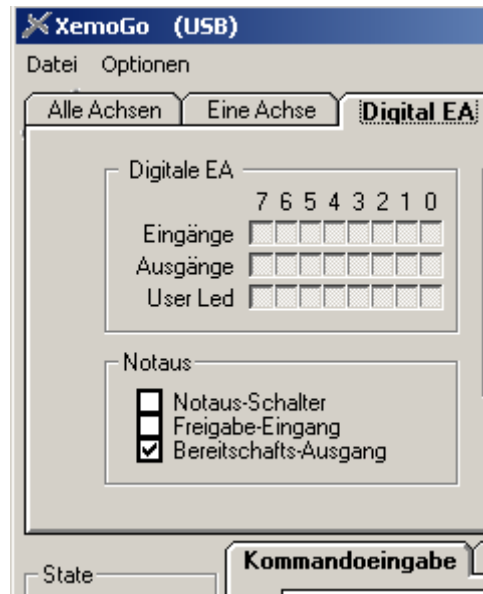 XemoGo (USB)
Datei Optionen
Alle Achsen Eine Achse Digital EA
Digitale EA
7 6 5 4 3 2 1 0
Eingänge
Ausgänge
User Led
Notaus
Notaus-Schalter
Freigabe-Eingang
Bereitschafts-Ausgang
Kommandoeingabe
State